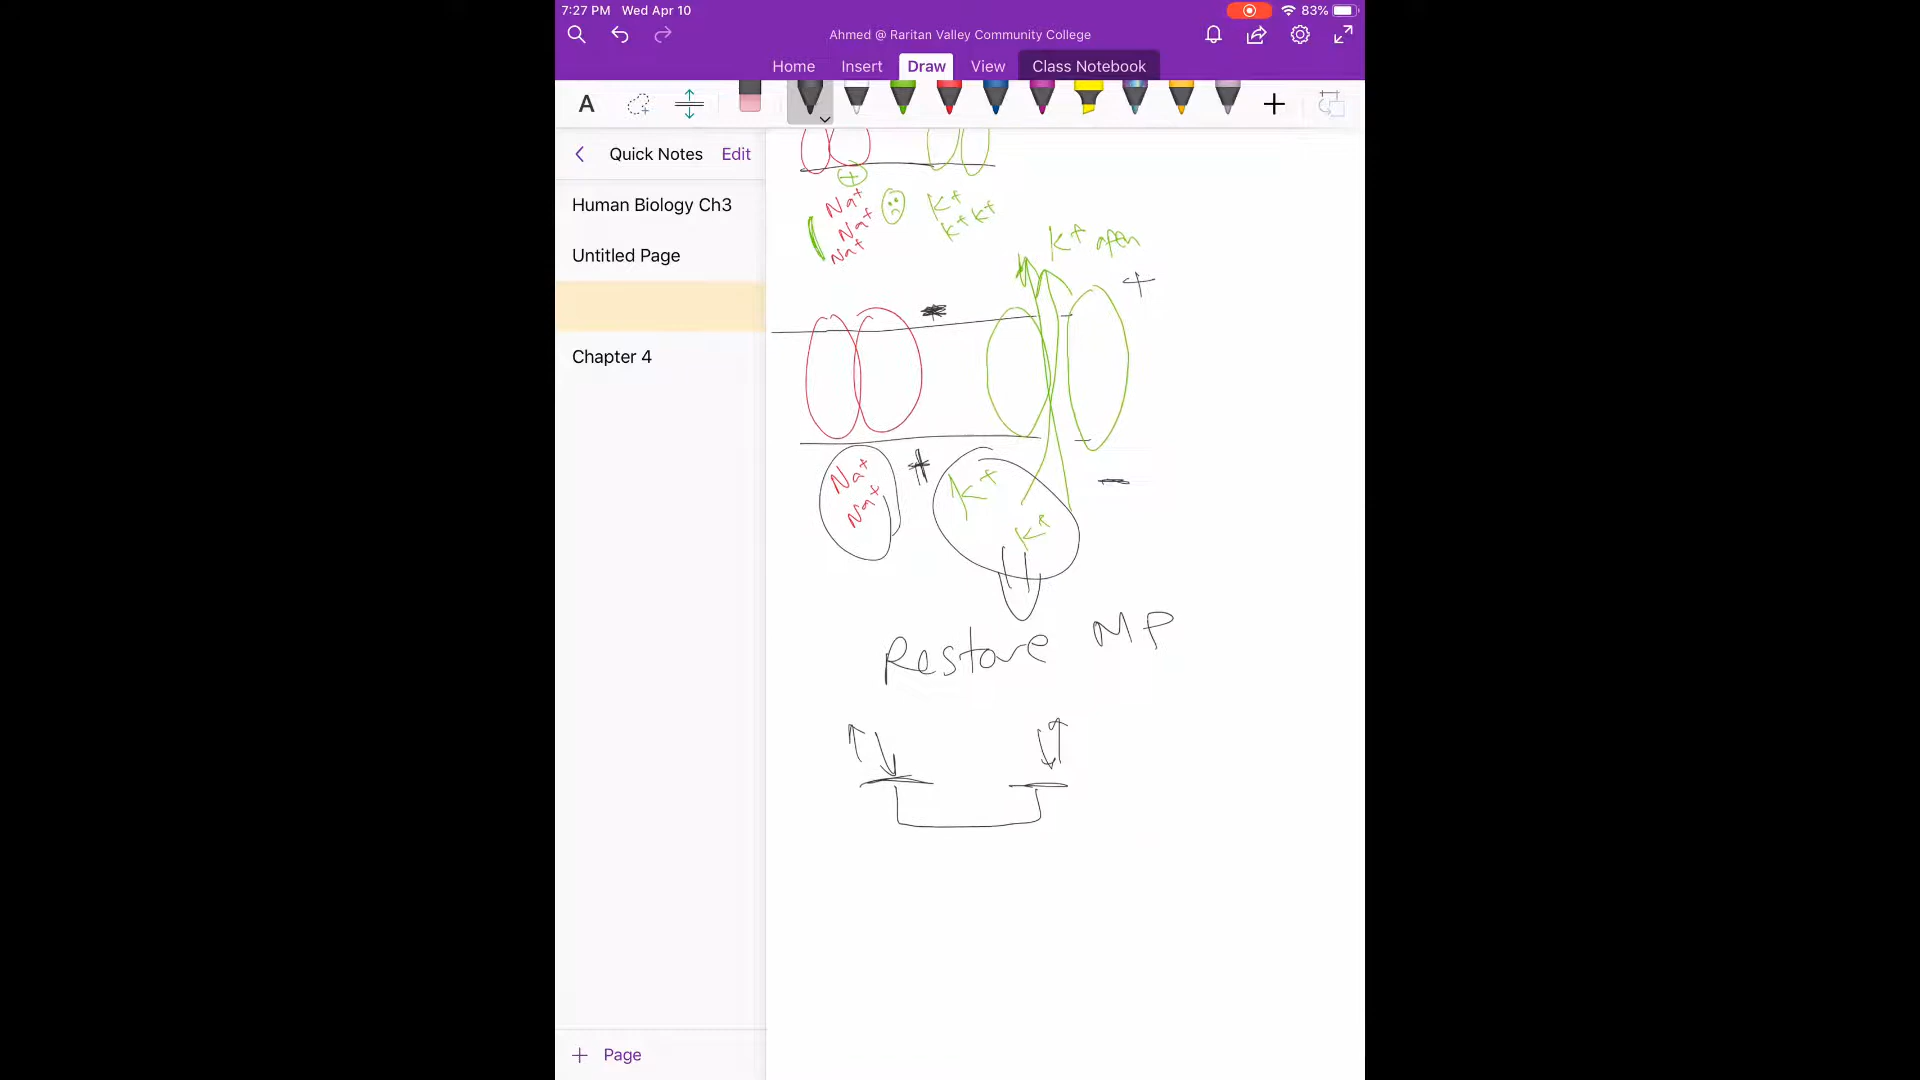 7:27 PM Wed Apr 10 83%
Ahmed @ Raritan Valley Community College
Home Insert Draw View Class Notebook
A
Quick Notes Edit
Human Biology Ch3
Untitled Page
Chapter 4
+ Page
+
Na+ K+
Na+ K+ K+
Na+
K+ open
+
Na+ K+
Na+ K+
Restore MP